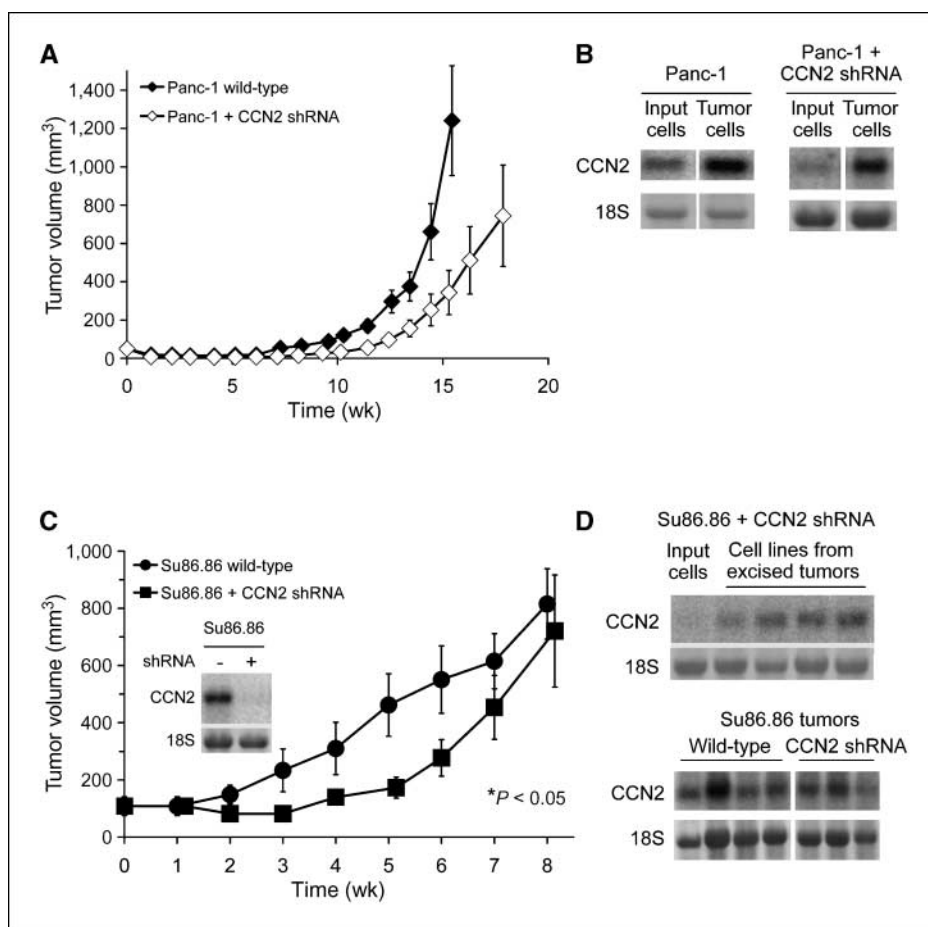 A
Tumor volume (mm³)
1,400
1,200
1,000
800
600
400
200
0
Panc-1 wild-type
Panc-1 + CCN2 shRNA
0 5 10 15 20
Time (wk)
B
Panc-1
Panc-1 +
CCN2 shRNA
Input cells
Tumor cells
Input cells
Tumor cells
CCN2
18S
C
Tumor volume (mm³)
1,000
800
600
400
200
0
Su86.86 wild-type
Su86.86 + CCN2 shRNA
Su86.86
shRNA - +
CCN2
18S
*P < 0.05
0 1 2 3 4 5 6 7 8
Time (wk)
D
Su86.86 + CCN2 shRNA
Input cells
Cell lines from
excised tumors
CCN2
18S
Su86.86 tumors
Wild-type CCN2 shRNA
CCN2
18S